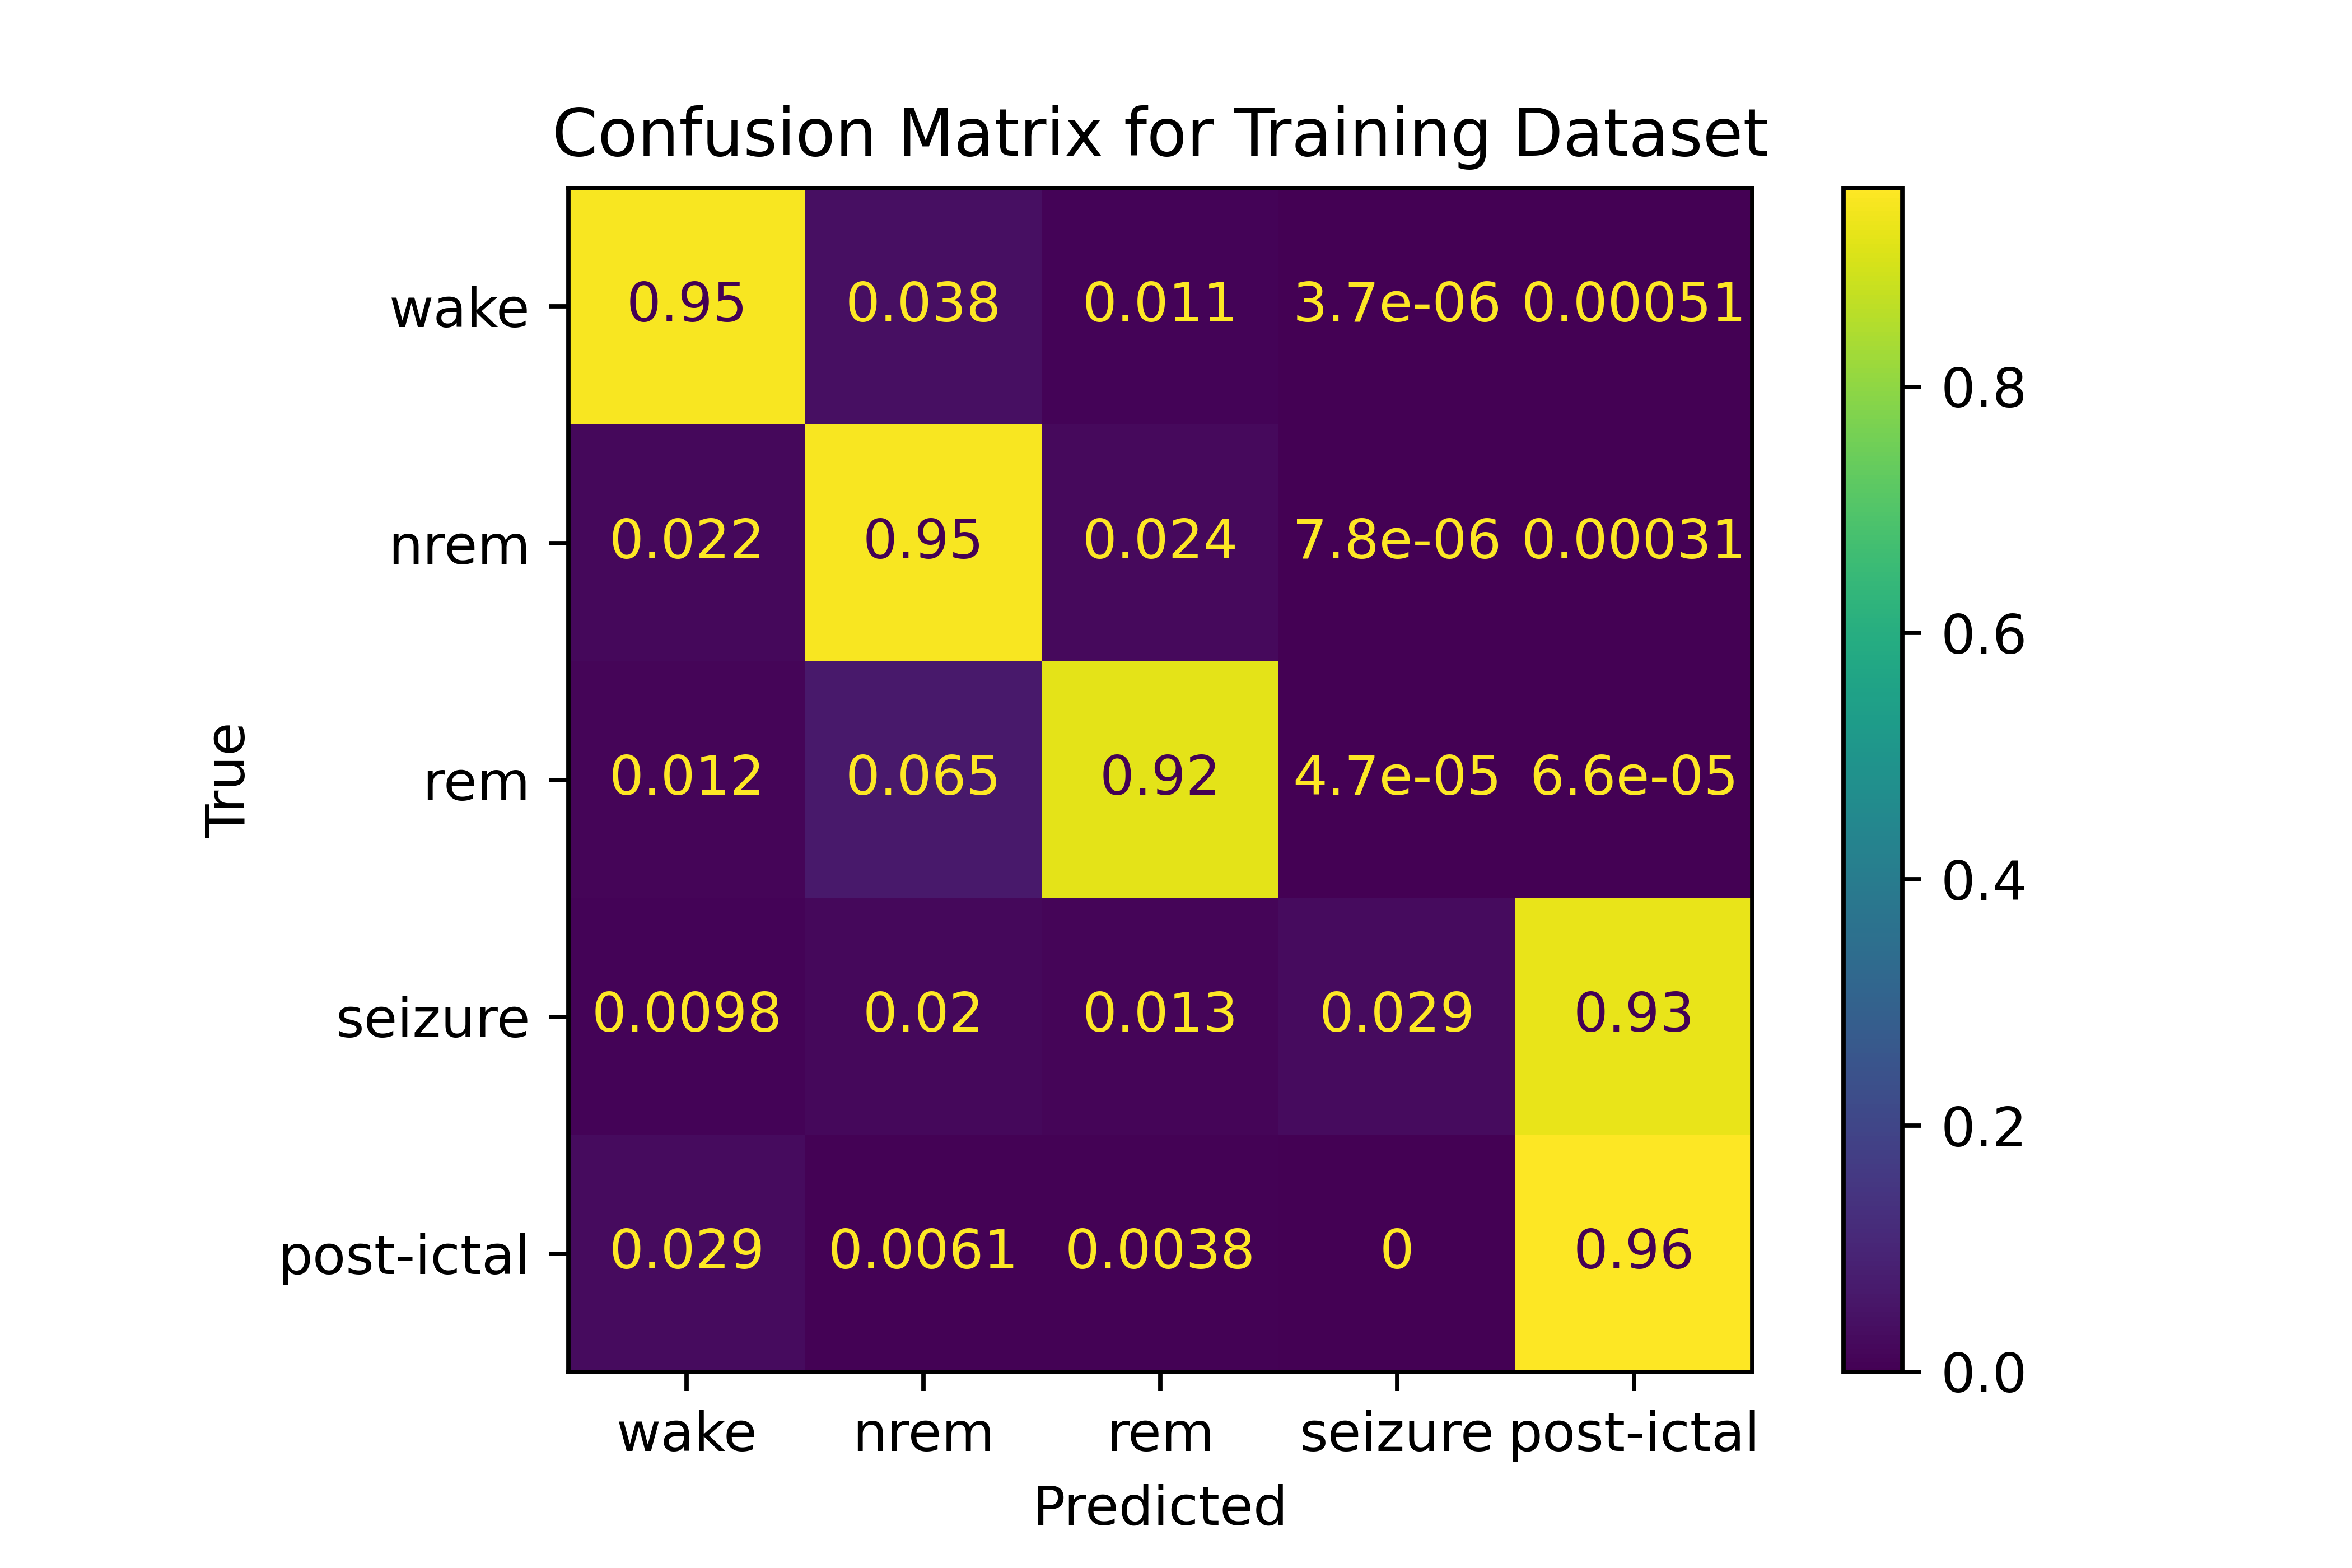 Confusion Matrix for Training Dataset
wake 0.95 0.038 0.011 3.7e-06 0.00051
nrem 0.022 0.95 0.024 7.8e-06 0.00031
rem 0.012 0.065 0.92 4.7e-05 6.6e-05
seizure 0.0098 0.02 0.013 0.029 0.93
post-ictal 0.029 0.0061 0.0038 0 0.96
wake nrem rem seizure post-ictal
Predicted
True
0.8
0.6
0.4
0.2
0.0